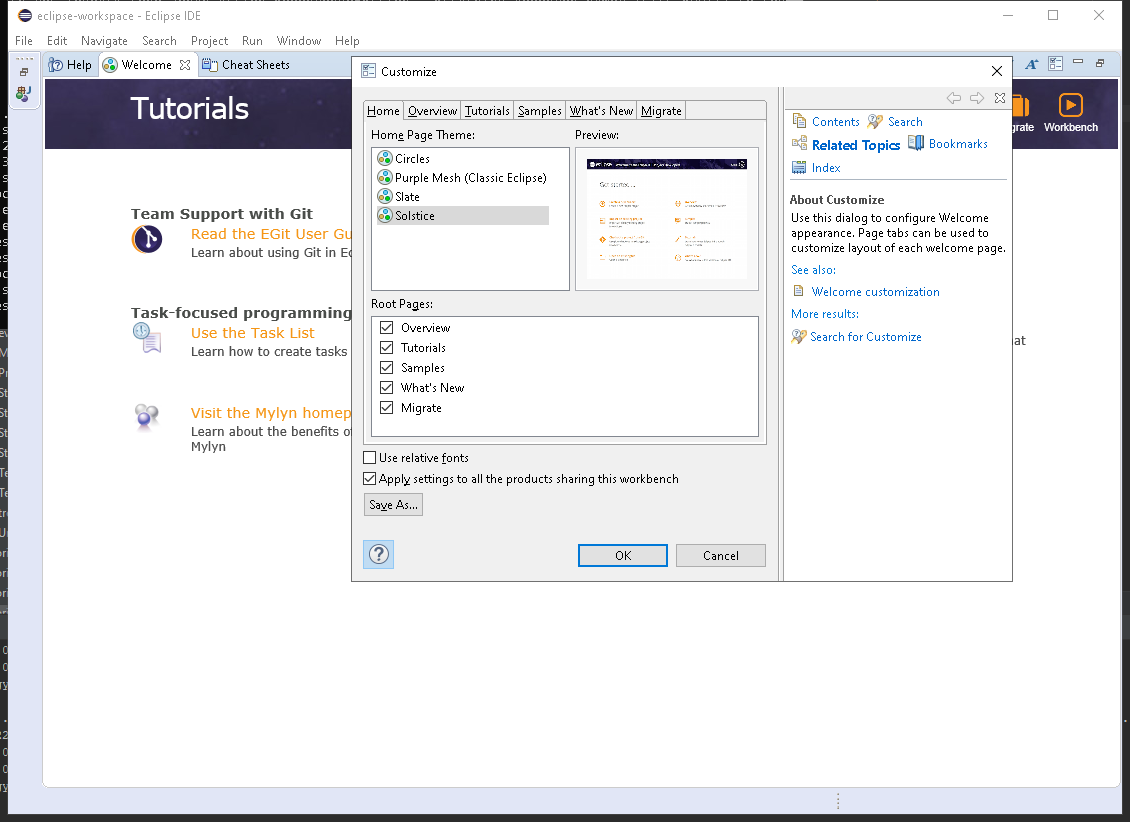 eclipse-workspace - Eclipse IDE
File Edit Navigate Search Project Run Window Help
Help Welcome Cheat Sheets
Tutorials
Workbench
Team Support with Git
Read the EGit User Gu
Learn about using Git in Ec
Task-focused programming
Use the Task List
Learn how to create tasks
Visit the Mylyn homep
Learn about the benefits of
Mylyn
Customize
Home Overview Tutorials Samples What's New Migrate
Home Page Theme:
Preview:
Circles
Purple Mesh (Classic Eclipse)
Slate
Solstice
Root Pages:
Overview
Tutorials
Samples
What's New
Migrate
Use relative fonts
Apply settings to all the products sharing this workbench
Save As...
OK Cancel
Contents Search
Related Topics Bookmarks
Index
About Customize
Use this dialog to configure Welcome
appearance. Page tabs can be used to
customize layout of each welcome page.
See also:
Welcome customization
More results:
Search for Customize
grate
at